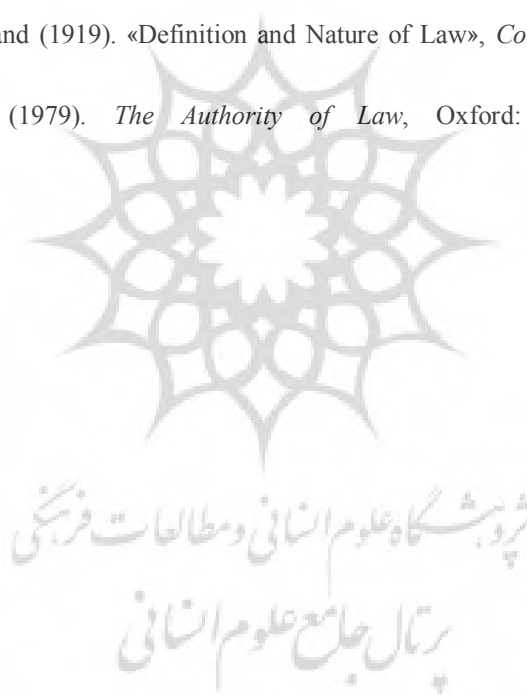 and (1919). «Definition and Nature of Law», Co
(1979). The Authority of Law, Oxford:
پژوهشگاه علوم انسانی و مطالعات فرهنگی
پرتال جامع علوم انسانی